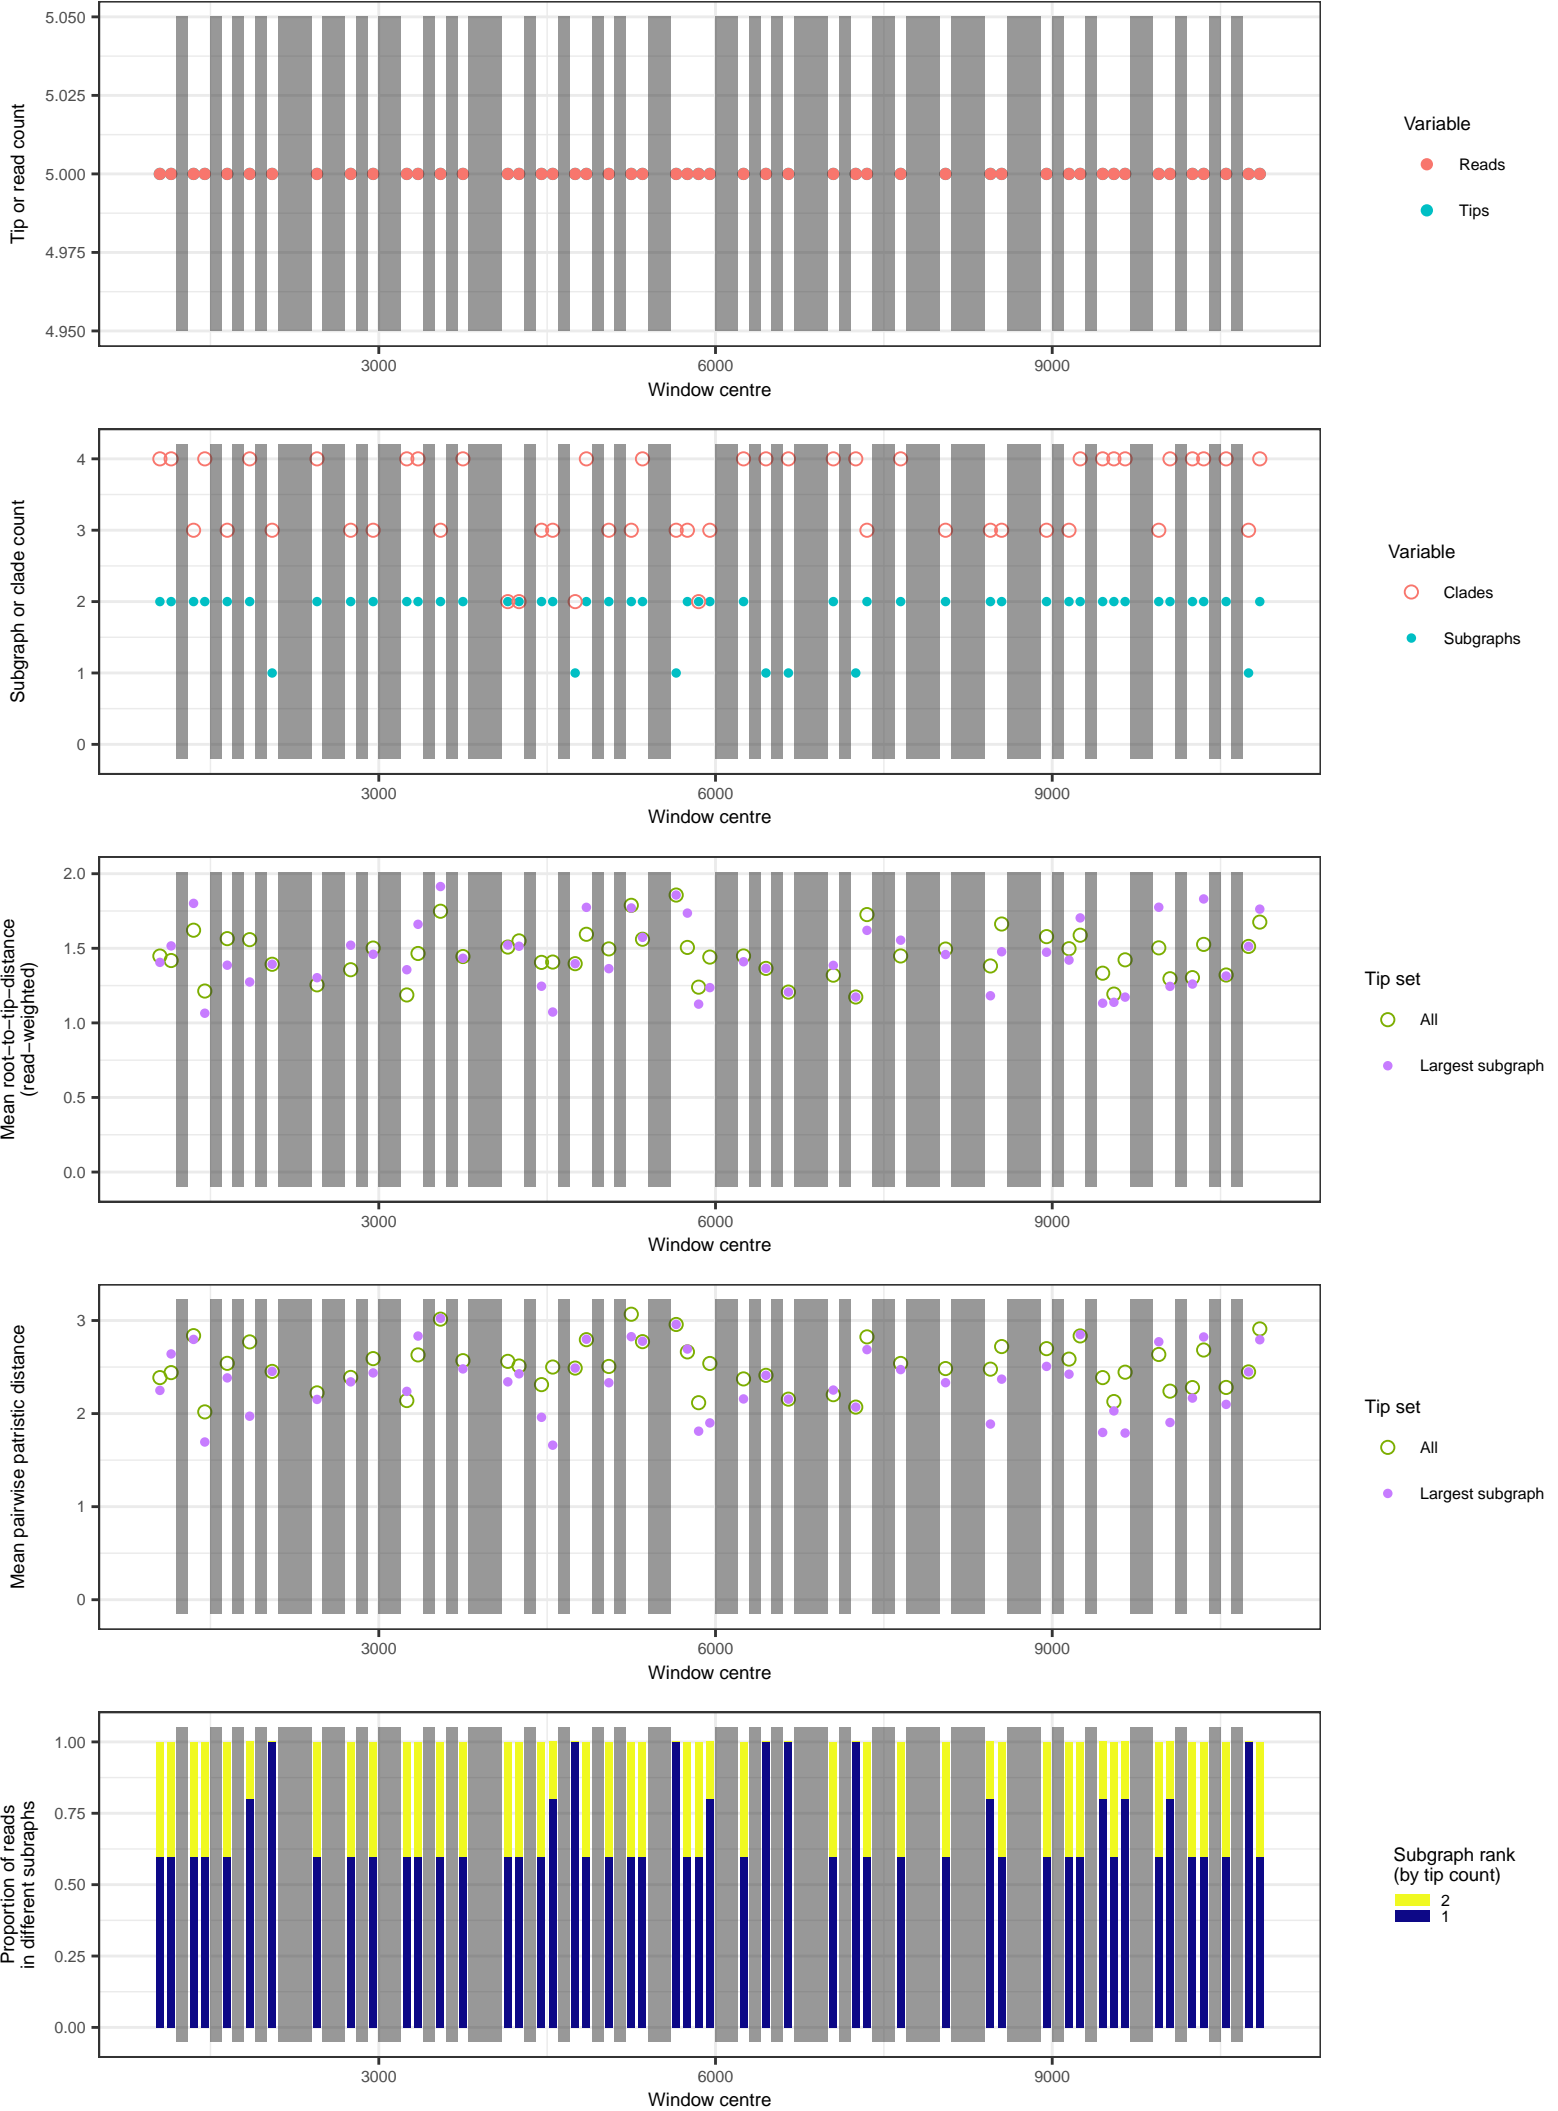 5.050
5.025
5.000
4.975
4.950
Tip or read count
3000
6000
9000
Window centre
Variable
Reads
Tips
4
3
2
1
0
Subgraph or clade count
3000
6000
9000
Window centre
Variable
Clades
Subgraphs
2.0
1.5
1.0
0.5
0.0
Mean root−to−tip−distance
(read−weighted)
3000
6000
9000
Window centre
Tip set
All
Largest subgraph
3
2
1
0
Mean pairwise patristic distance
3000
6000
9000
Window centre
Tip set
All
Largest subgraph
1.00
0.75
0.50
0.25
0.00
Proportion of reads
in different subraphs
3000
6000
9000
Window centre
Subgraph rank
(by tip count)
2
1